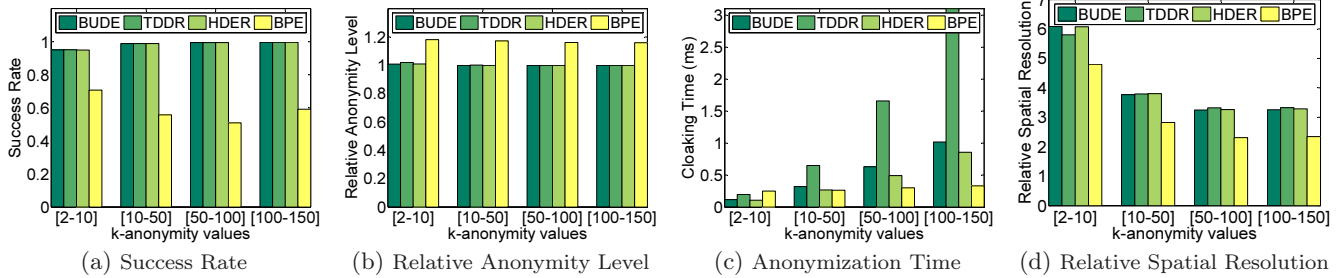 BUDE TDDR HDER BPE
1
0.8
0.6
0.4
0.2
0
Success Rate
[2-10] [10-50] [50-100] [100-150]
k-anonymity values
(a) Success Rate
BUDE TDDR HDER BPE
1.2
1.0
0.8
0.6
0.4
0.2
0
Relative Anonymity Level
[2-10] [10-50] [50-100] [100-150]
k-anonymity values
(b) Relative Anonymity Level
BUDE TDDR HDER BPE
3
2.5
2
1.5
1
0.5
0
Cloaking Time (ms)
[2-10] [10-50] [50-100] [100-150]
k-anonymity values
(c) Anonymization Time
BUDE TDDR HDER BPE
7
6
5
4
3
2
1
0
Relative Spatial Resolution
[2-10] [10-50] [50-100] [100-150]
k-anonymity values
(d) Relative Spatial Resolution